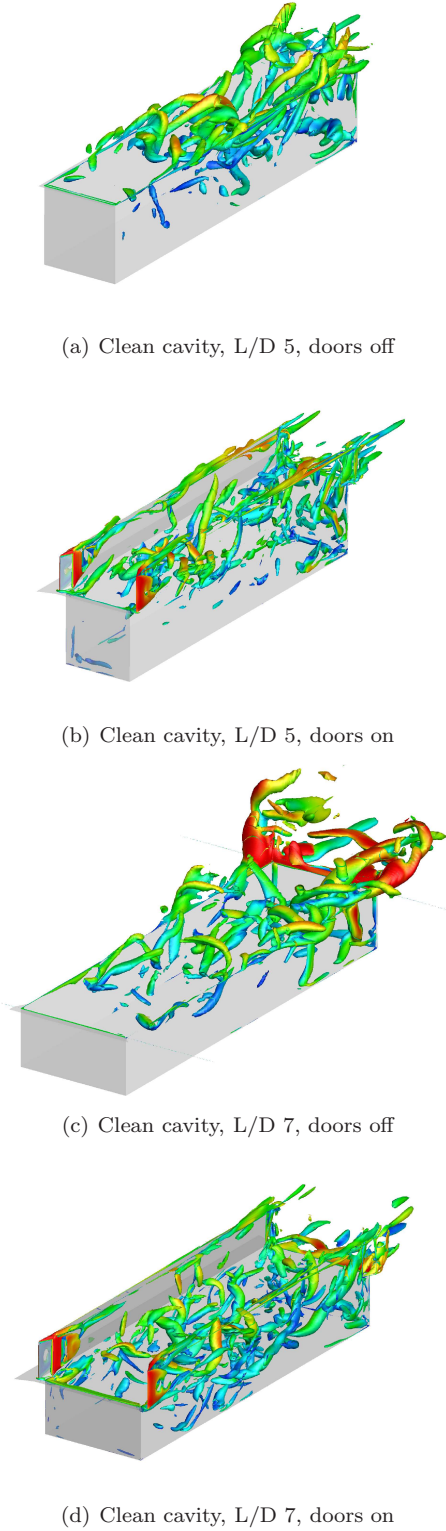 (a) Clean cavity, L/D 5, doors off
(b) Clean cavity, L/D 5, doors on
(c) Clean cavity, L/D 7, doors off
(d) Clean cavity, L/D 7, doors on